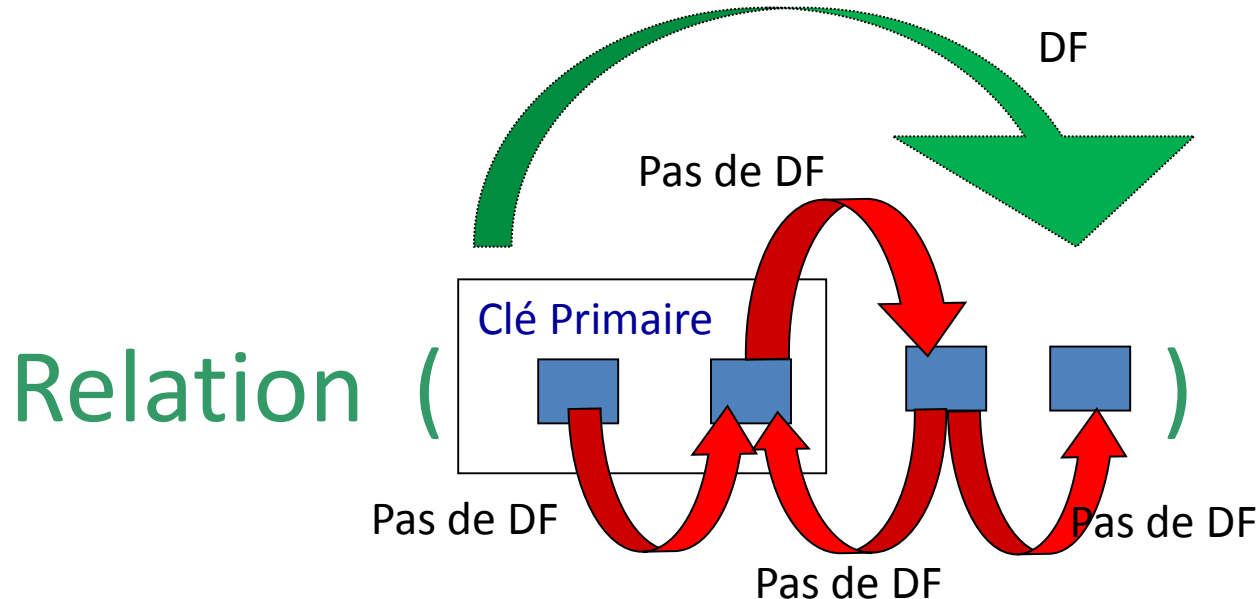 DF
Pas de DF
Clé Primaire
Relation ( )
Pas de DF
Pas de DF
Pas de DF